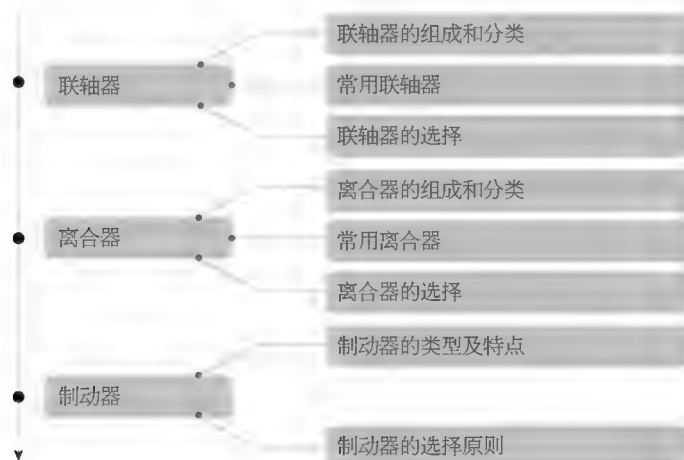 联轴器的组成和分类
联轴器
常用联轴器
联轴器的选择
离合器的组成和分类
离合器
常用离合器
离合器的选择
制动器的类型及特点
制动器
制动器的选择原则